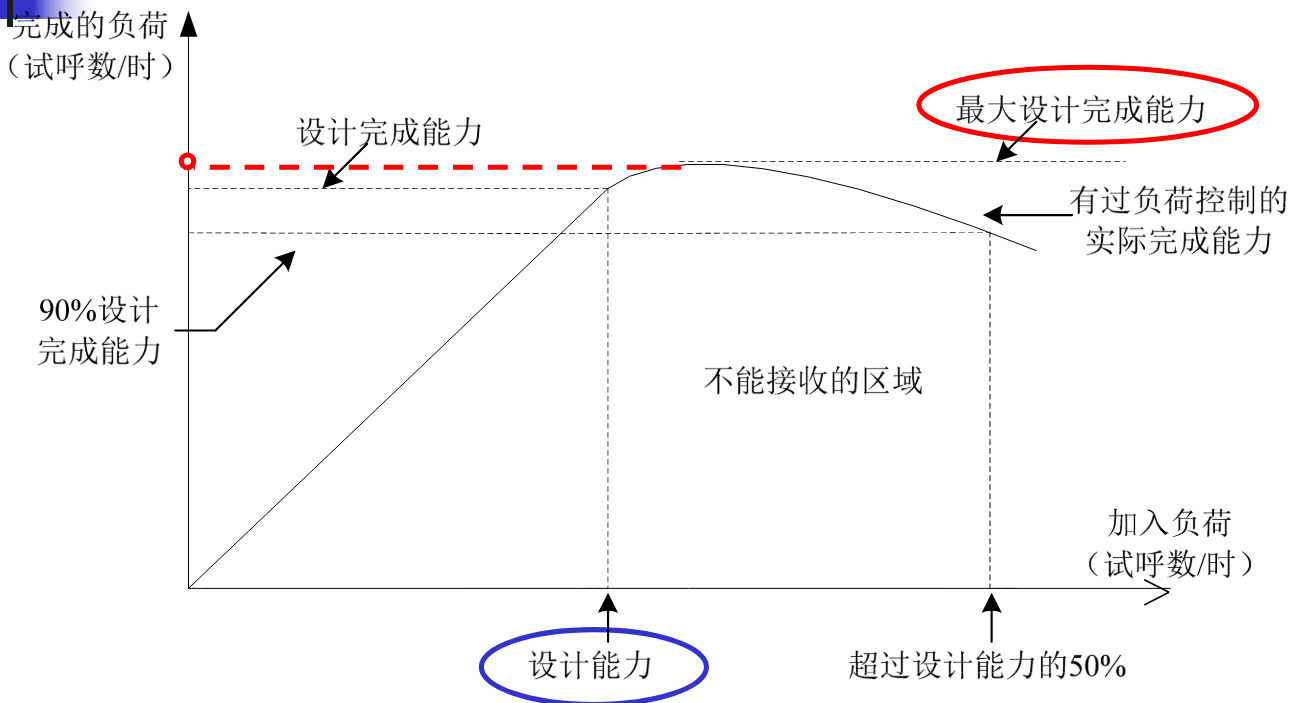 完成的负荷
（试呼数/时）
设计完成能力
最大设计完成能力
有过负荷控制的
实际完成能力
90%设计
完成能力
不能接收的区域
加入负荷
（试呼数/时）
设计能力
超过设计能力的50%